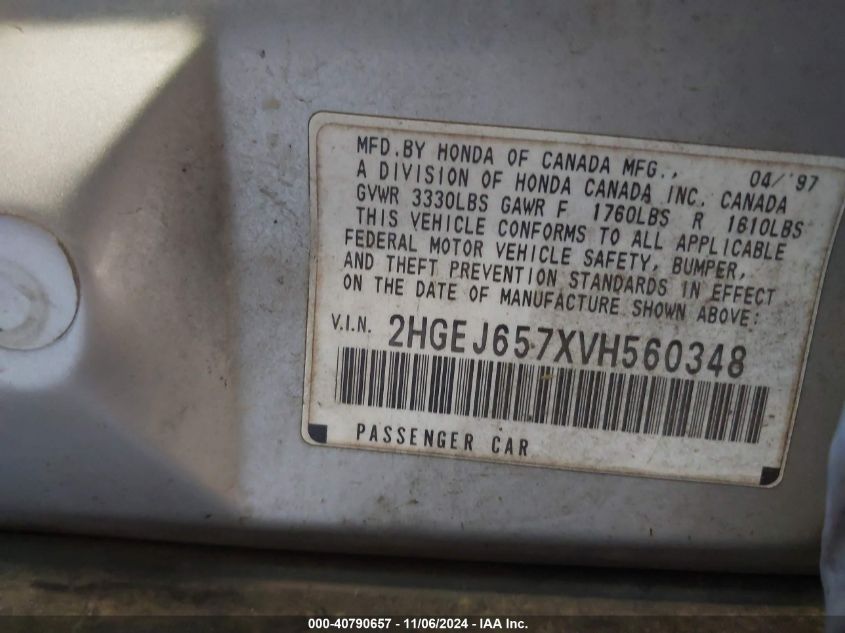 MFD.BY HONDA OF CANADA MFG., 04/'97
A DIVISION OF HONDA CANADA INC. CANADA
GVWR 3330LBS GAWR F 1760LBS R 1610LBS
THIS VEHICLE CONFORMS TO ALL APPLICABLE
FEDERAL MOTOR VEHICLE SAFETY, BUMPER,
AND THEFT PREVENTION STANDARDS IN EFFECT
ON THE DATE OF MANUFACTURE SHOWN ABOVE:
V.I.N. 2HGEJ657XVH560348
PASSENGER CAR
000-40790657 - 11/06/2024 - IAA Inc.